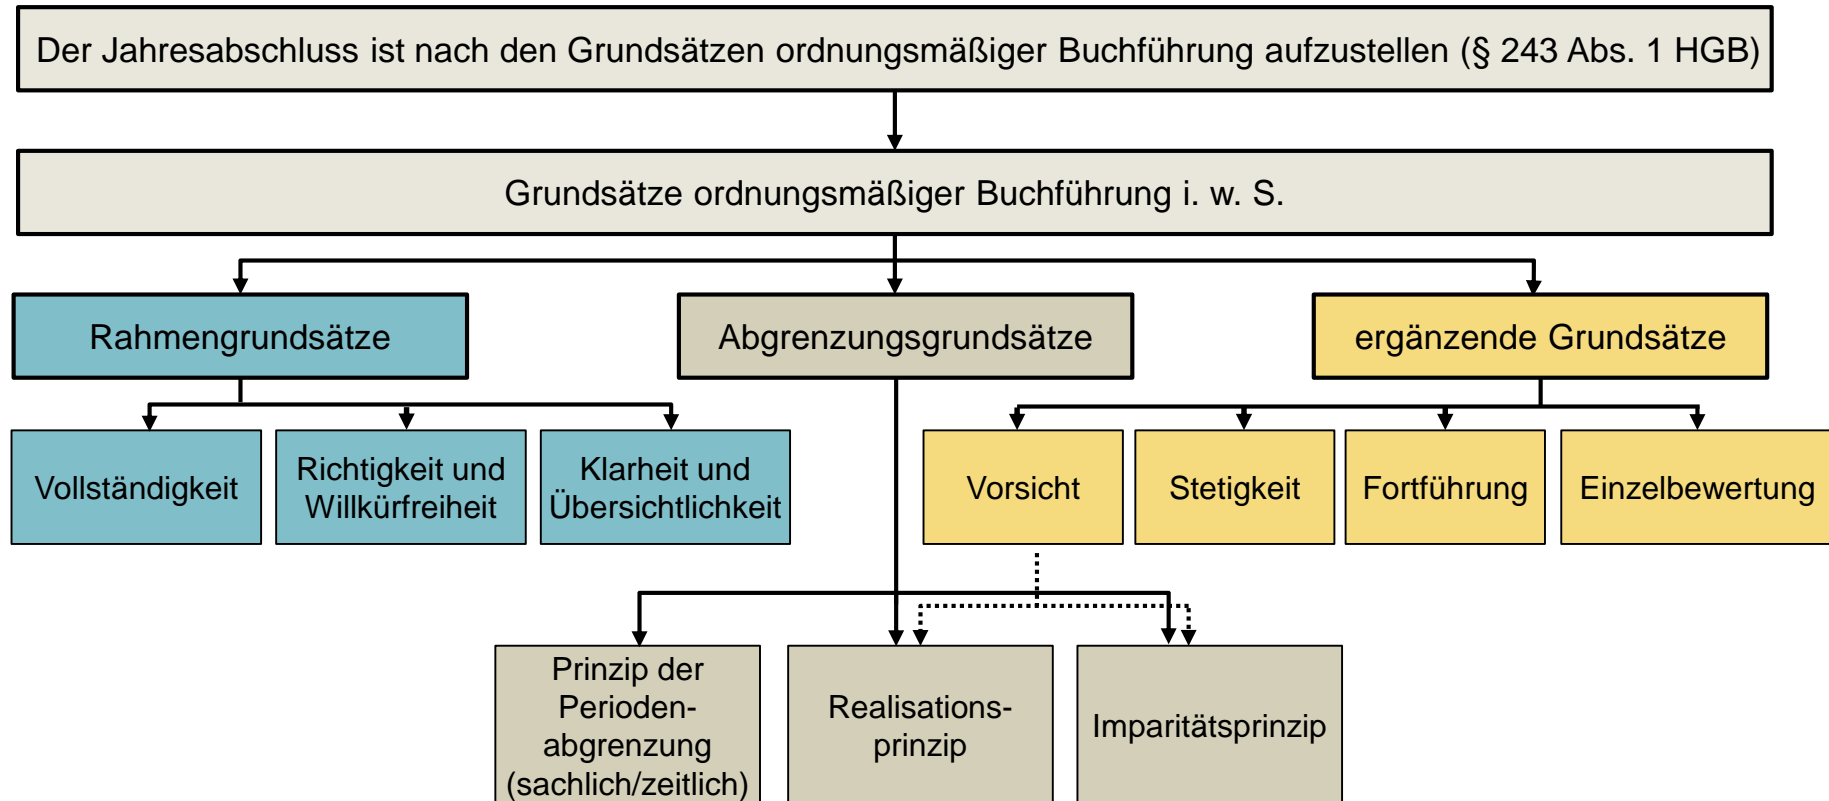 Der Jahresabschluss ist nach den Grundsätzen ordnungsmäßiger Buchführung aufzustellen (§ 243 Abs. 1 HGB)
Grundsätze ordnungsmäßiger Buchführung i. w. S.
Rahmengrundsätze
Abgrenzungsgrundsätze
ergänzende Grundsätze
Vollständigkeit
Richtigkeit und
Willkürfreiheit
Klarheit und
Übersichtlichkeit
Vorsicht
Stetigkeit
Fortführung
Einzelbewertung
Prinzip der
Perioden-
abgrenzung
(sachlich/zeitlich)
Realisations-
prinzip
Imparitätsprinzip